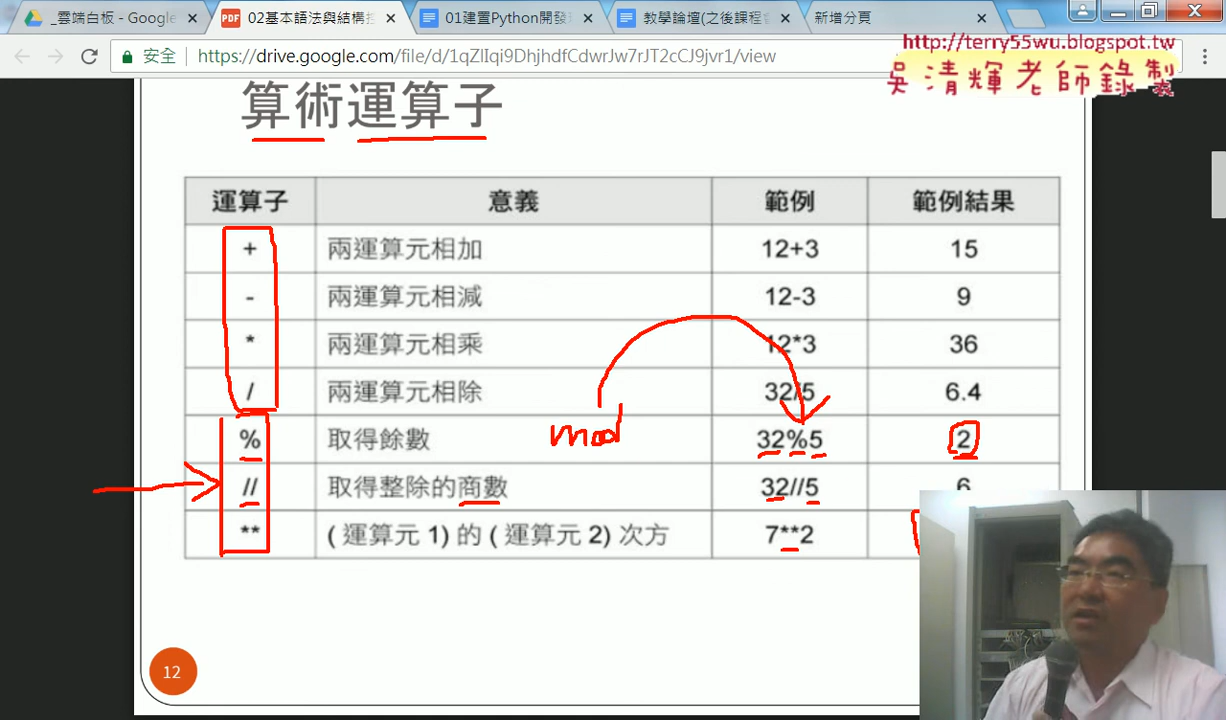 _雲端白板 - Google
02基本語法與結構
01建置Python開發
教學論壇(之後課程
新增分頁
安全
https://drive.google.com/file/d/1qZlIqi9DhjhdfCdwrJw7rJT2cCJ9jvr1/view
http://terry55wu.blogspot.tw
吳清輝老師錄製
算術運算子
運算子 意義 範例 範例結果
+ 兩運算元相加 12+3 15
- 兩運算元相減 12-3 9
* 兩運算元相乘 12*3 36
/ 兩運算元相除 32/5 6.4
mod
% 取得餘數 32%5 2
// 取得整除的商數 32//5 6
** (運算元 1) 的 (運算元 2) 次方 7**2
12